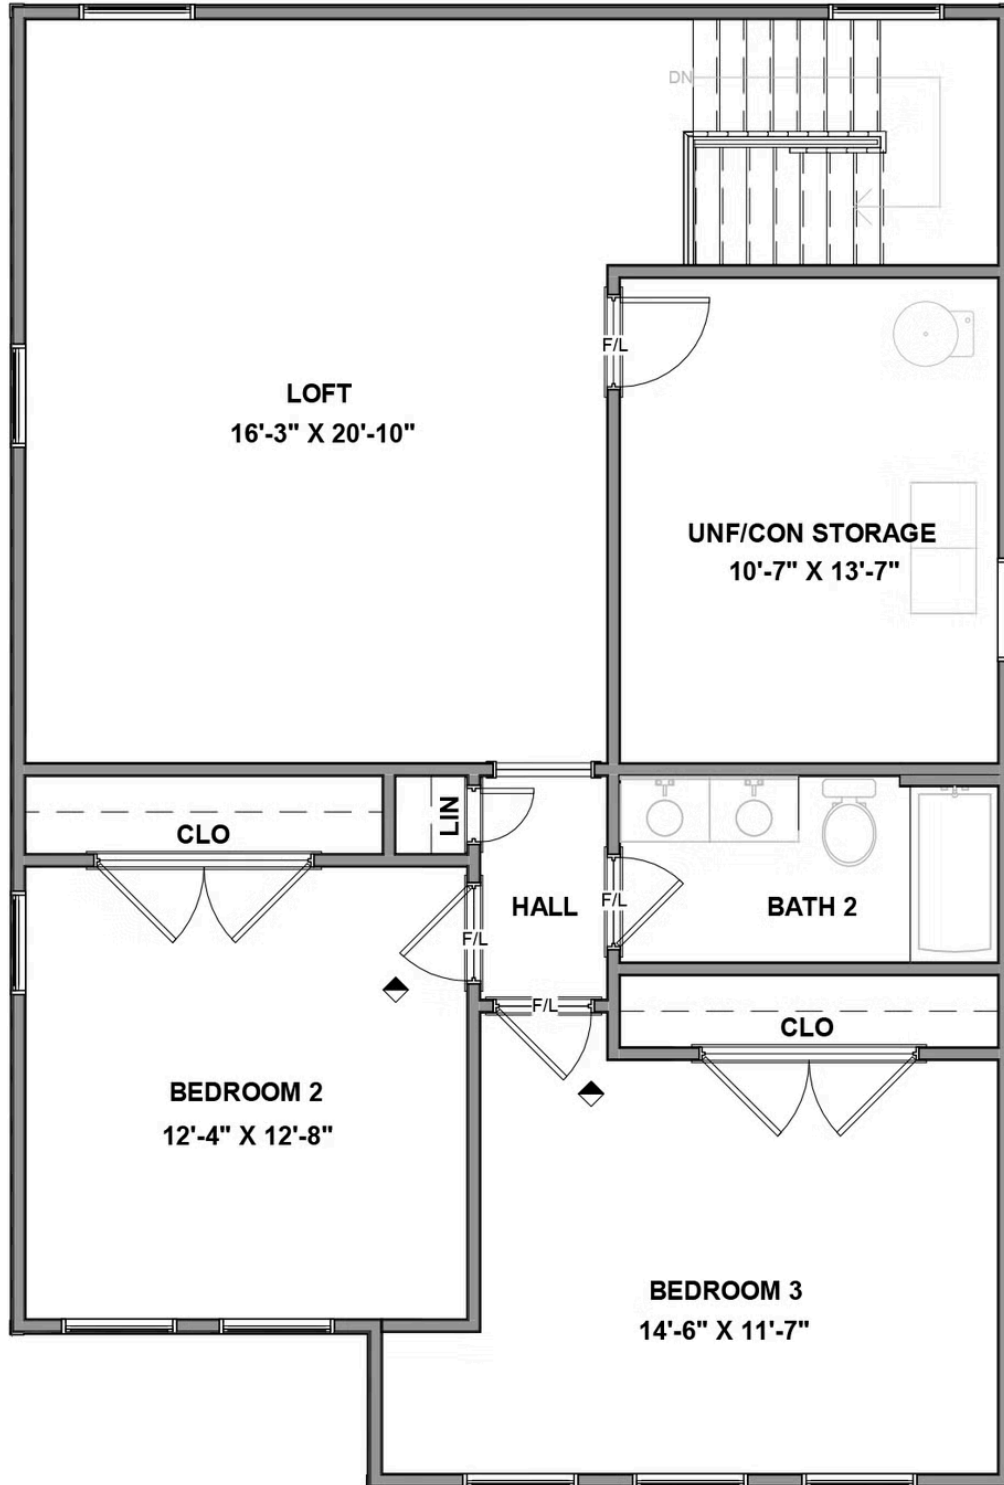 DN
F/L
LOFT
16'-3" X 20'-10"
UNF/CON STORAGE
10'-7" X 13'-7"
CLO
LIN
HALL
F/L
BATH 2
F/L
F/L
CLO
BEDROOM 2
12'-4" X 12'-8"
BEDROOM 3
14'-6" X 11'-7"